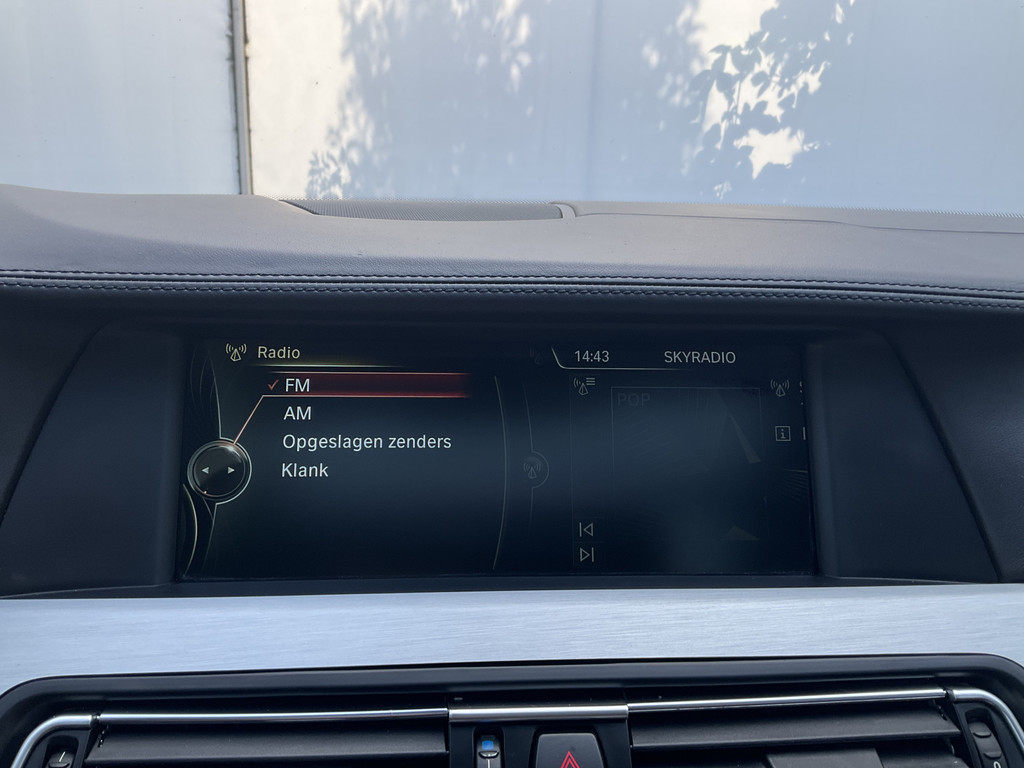 Radio
14:43 SKYRADIO
FM
AM
Opgeslagen zenders
Klank
POP